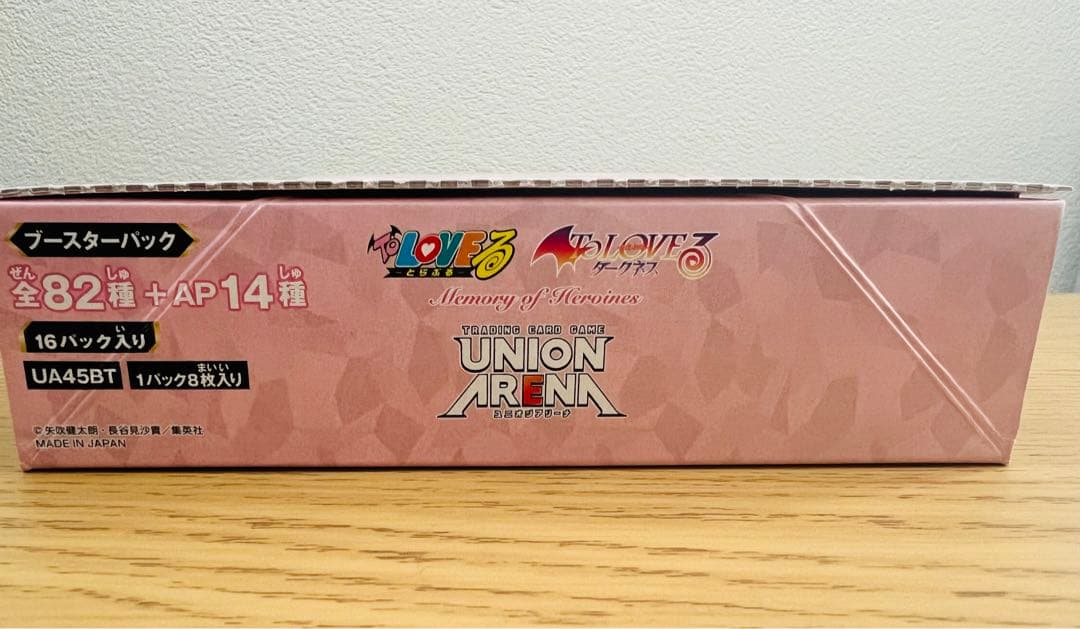 ブースターパック
ぜん しゅ しゅ
全82種+AP14種
い
16パック入り
UA45BT
まいい
1パック8枚入り
©矢吹健太朗・長谷見沙貴/集英社
MADE IN JAPAN
To LOVEる
とらぶる
To LOVEる
とらぶる
ダークネス
Memory of Heroines
TRADING CARD GAME
UNION
ARENA
ユニオンアリーナ